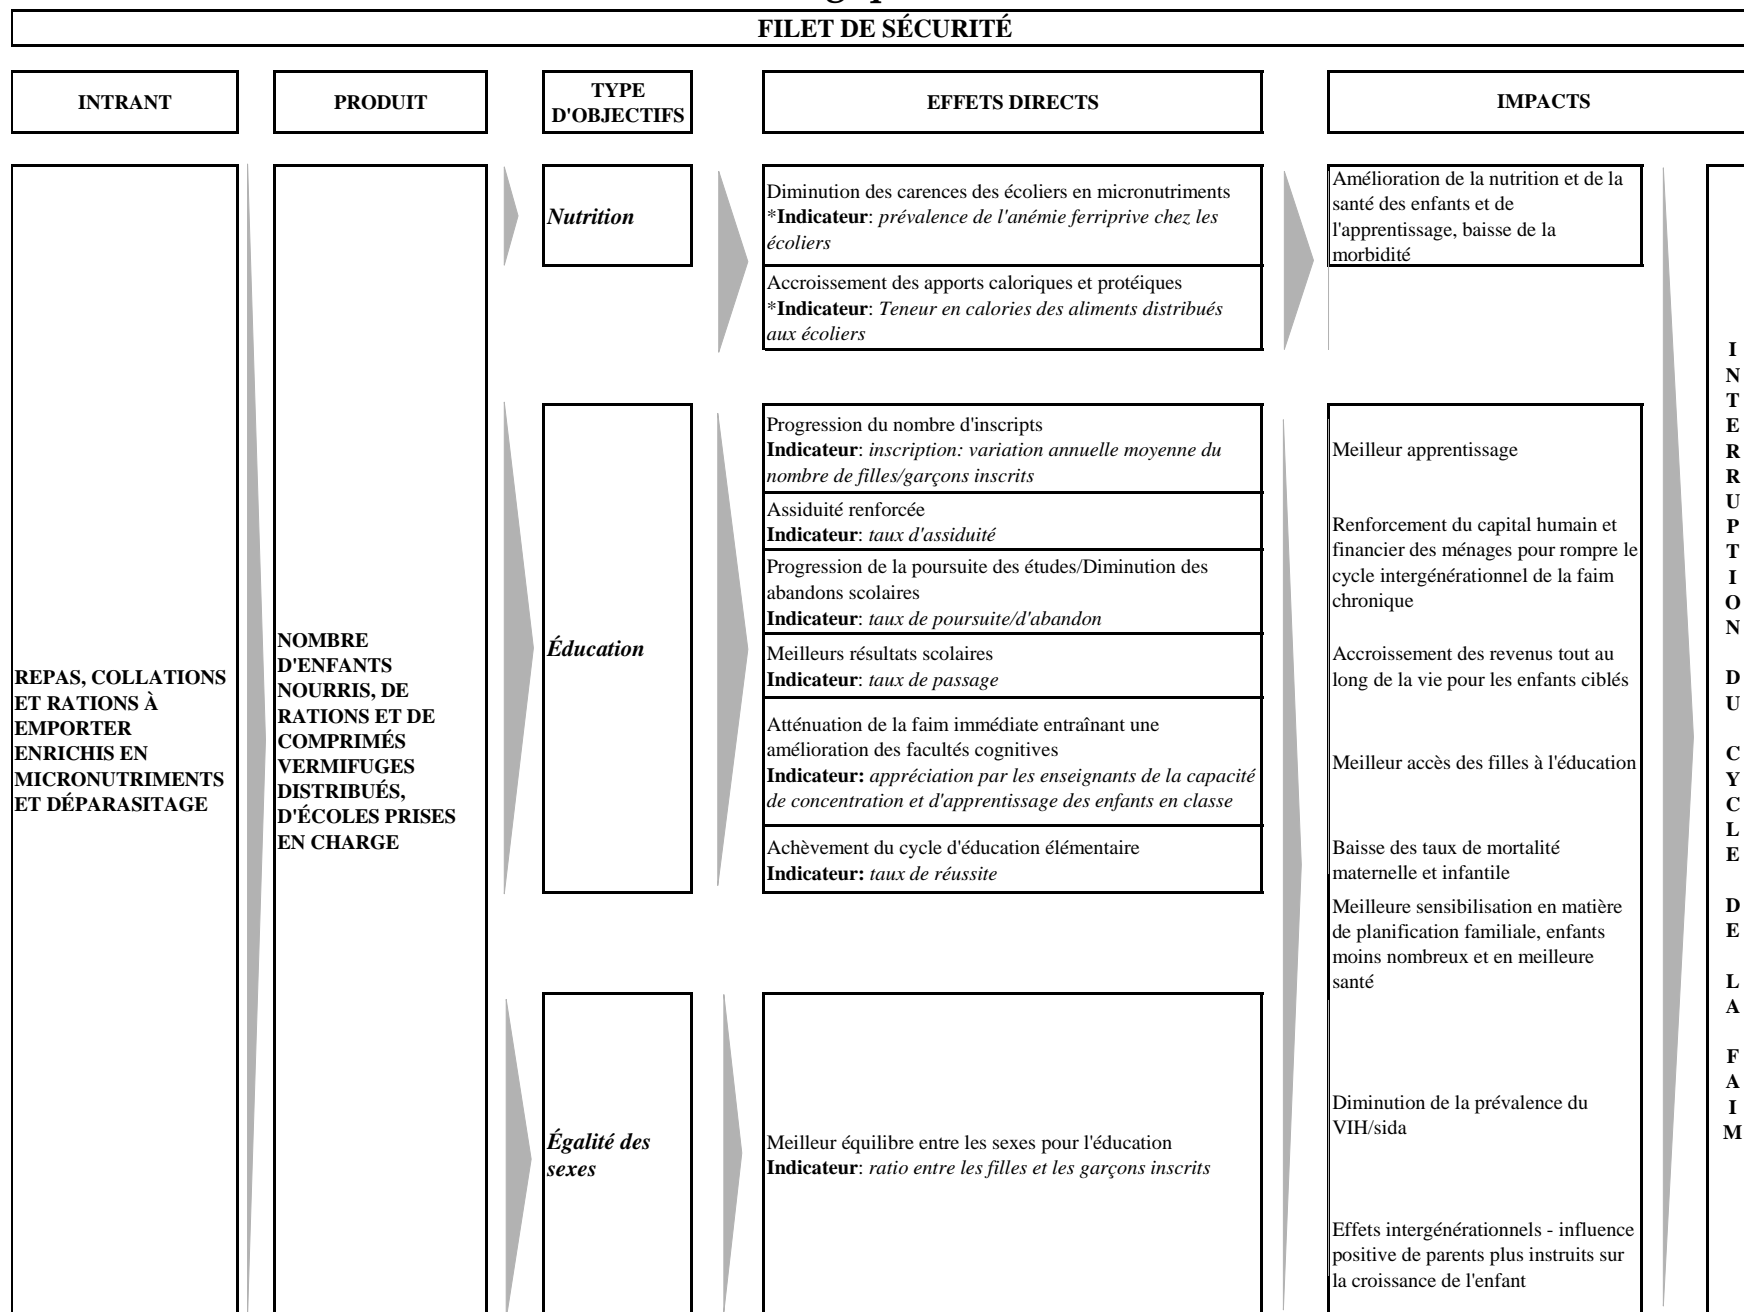 FILET DE SÉCURITÉ
INTRANT
PRODUIT
TYPE
D'OBJECTIFS
EFFETS DIRECTS
IMPACTS
REPAS, COLLATIONS
ET RATIONS À
EMPORTER
ENRICHIS EN
MICRONUTRIMENTS
ET DÉPARASITAGE
NOMBRE
D'ENFANTS
NOURRIS, DE
RATIONS ET DE
COMPRIMÉS
VERMIFUGES
DISTRIBUÉS,
D'ÉCOLES PRISES
EN CHARGE
Nutrition
Diminution des carences des écoliers en micronutriments
*Indicateur: prévalence de l'anémie ferriprive chez les
écoliers
Accroissement des apports caloriques et protéiques
*Indicateur: Teneur en calories des aliments distribués
aux écoliers
Amélioration de la nutrition et de la
santé des enfants et de
l'apprentissage, baisse de la
morbidité
Éducation
Progression du nombre d'inscripts
Indicateur: inscription: variation annuelle moyenne du
nombre de filles/garçons inscrits
Assiduité renforcée
Indicateur: taux d'assiduité
Progression de la poursuite des études/Diminution des
abandons scolaires
Indicateur: taux de poursuite/d'abandon
Meilleurs résultats scolaires
Indicateur: taux de passage
Atténuation de la faim immédiate entraînant une
amélioration des facultés cognitives
Indicateur: appréciation par les enseignants de la capacité
de concentration et d'apprentissage des enfants en classe
Achèvement du cycle d'éducation élémentaire
Indicateur: taux de réussite
Égalité des
sexes
Meilleur équilibre entre les sexes pour l'éducation
Indicateur: ratio entre les filles et les garçons inscrits
Meilleur apprentissage
Renforcement du capital humain et
financier des ménages pour rompre le
cycle intergénérationnel de la faim
chronique
Accroissement des revenus tout au
long de la vie pour les enfants ciblés
Meilleur accès des filles à l'éducation
Baisse des taux de mortalité
maternelle et infantile
Meilleure sensibilisation en matière
de planification familiale, enfants
moins nombreux et en meilleure
santé
Diminution de la prévalence du
VIH/sida
Effets intergénérationnels - influence
positive de parents plus instruits sur
la croissance de l'enfant
INTERRUPTION DU CYCLE DE LA FAIM